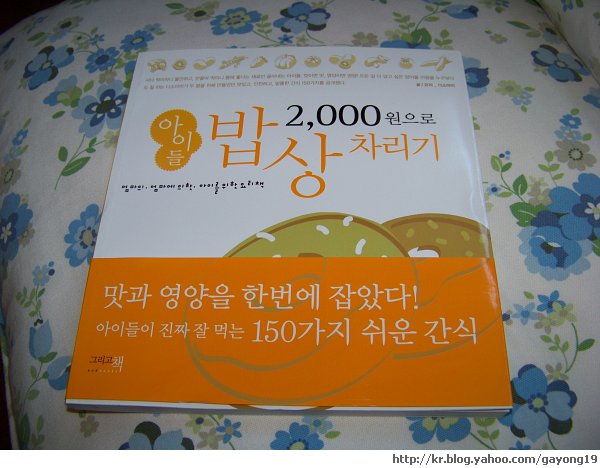 아이들
2,000원으로
밥상 차리기
엄마의, 엄마에 의한, 아이를 위한 요리책
맛과 영양을 한번에 잡았다!
아이들이 진짜 잘 먹는 150가지 쉬운 간식
그리고책
http://kr.blog.yahoo.com/gayong19